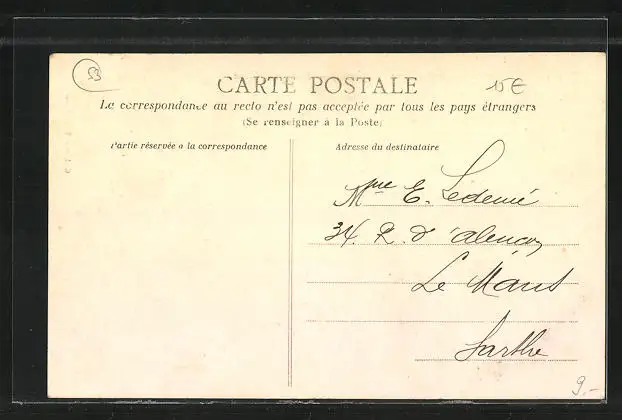 53
CARTE POSTALE
15€
Le correspondance au recto n'est pas acceptée par tous les pays étrangers
(Se renseigner à la Poste)
Partie réservée a la correspondance
Adresse du destinataire
Mme E. Ledemé
34. R. d'alençon
Le Mans
Sarthe
9.-